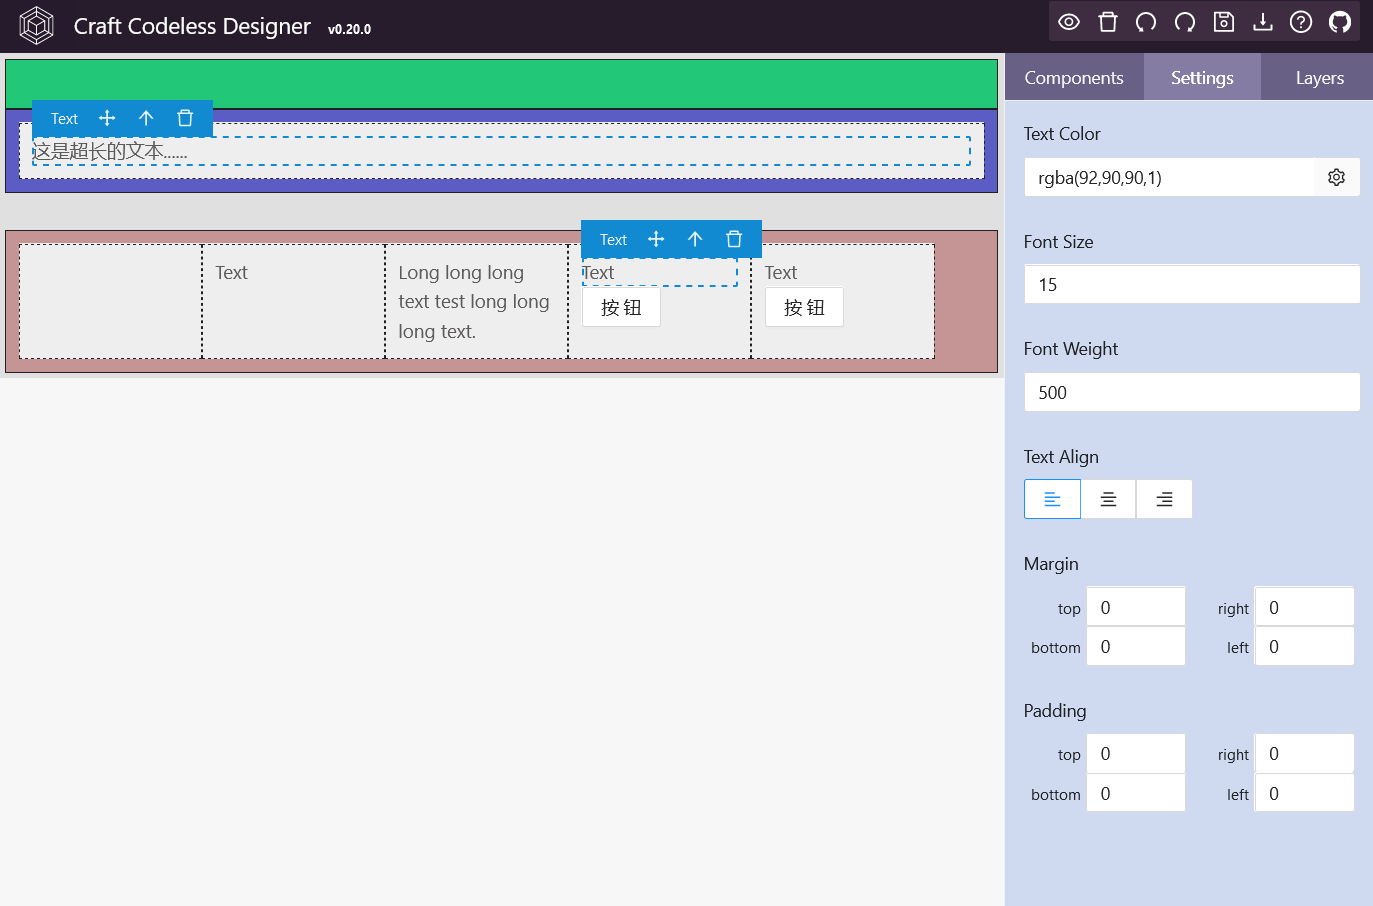 Craft Codeless Designer v0.20.0
Components Settings Layers
Text
这是超长的文本......
Text
Text
Long long long
text test long long
long text.
Text
按 钮
Text
按 钮
Text Color
rgba(92,90,90,1)
Font Size
15
Font Weight
500
Text Align
Margin
top 0 right 0
bottom 0 left 0
Padding
top 0 right 0
bottom 0 left 0